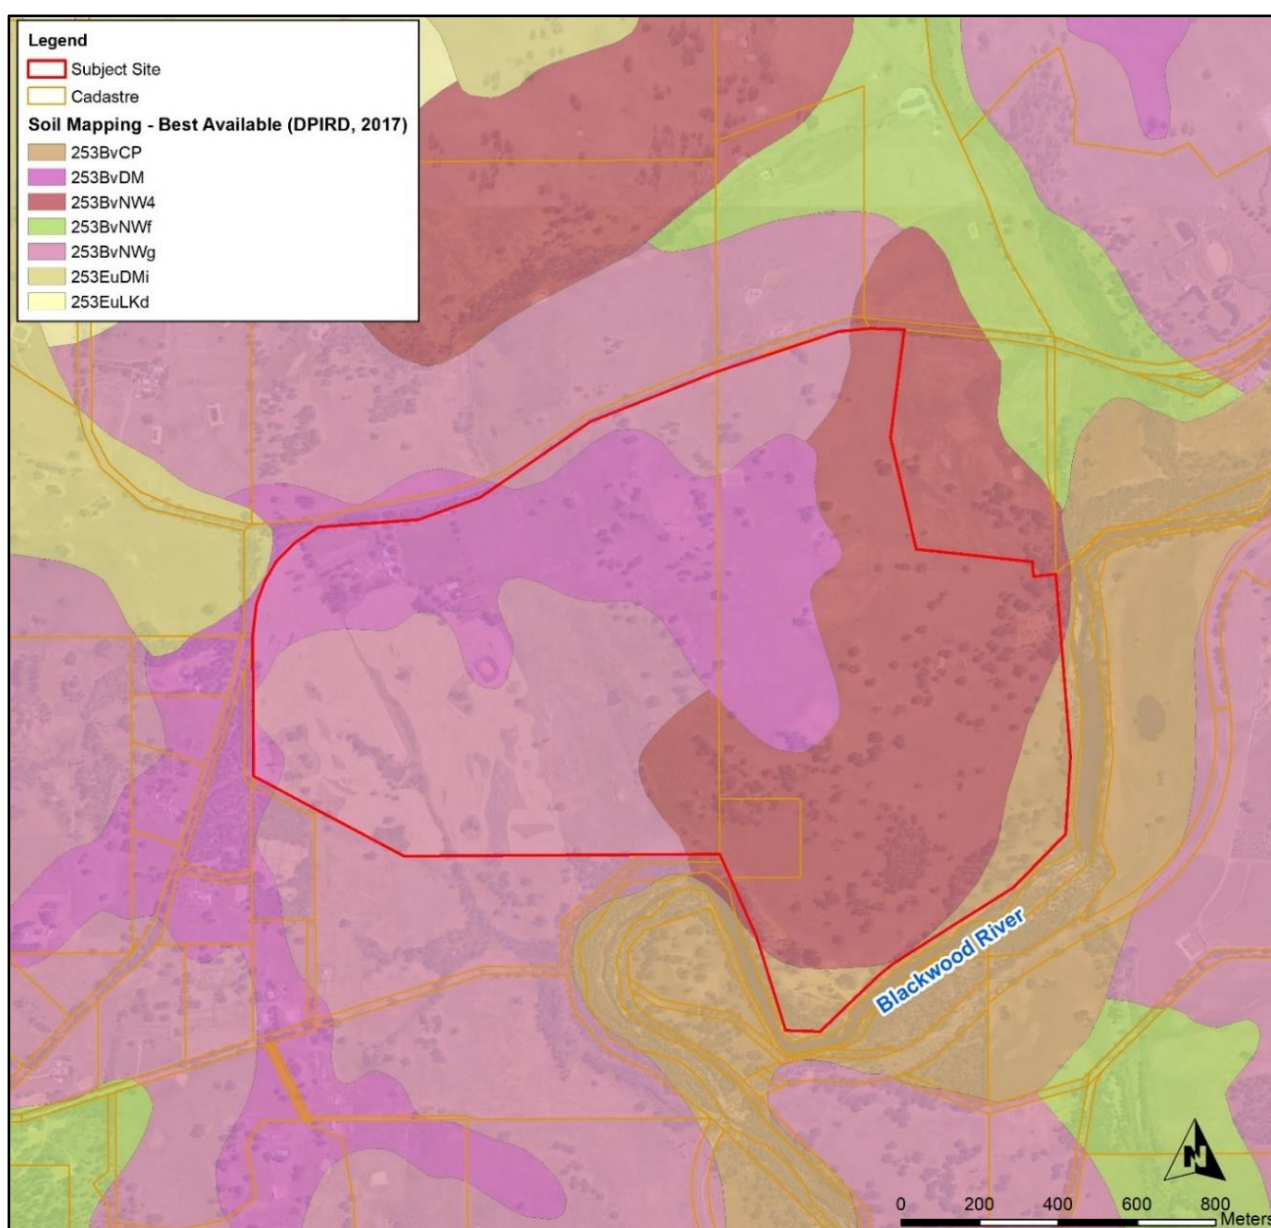 Legend
Subject Site
Cadastre
Soil Mapping - Best Available (DPIRD, 2017)
253BvCP
253BvDM
253BvNW4
253BvNWf
253BvNWg
253EuDMi
253EuLKd
Blackwood River
N
0 200 400 600 800
Meters